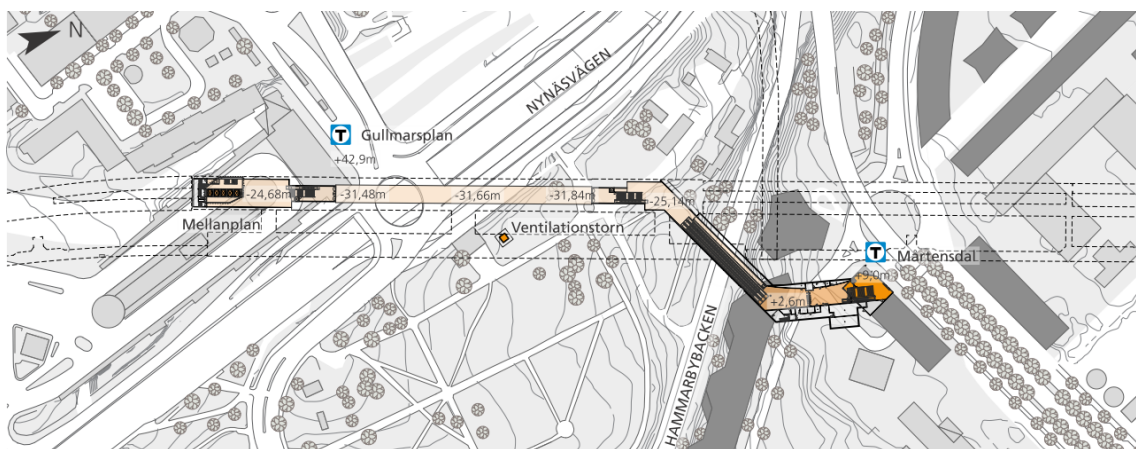 N
NYNÄSVÄGEN
T Gullmarsplan
+42,9m
-24,68m
-31,48m
-31,66m
-31,84m
-25,14m
Mellanplan
Ventilationstorn
T Mårtensdal
+9,0m
+2,6m
HAMMARBYBACKEN